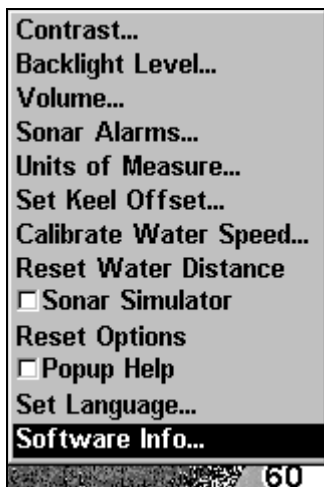 Contrast...
Backlight Level...
Volume...
Sonar Alarms...
Units of Measure...
Set Keel Offset...
Calibrate Water Speed...
Reset Water Distance
Sonar Simulator
Reset Options
Popup Help
Set Language...
Software Info...
60